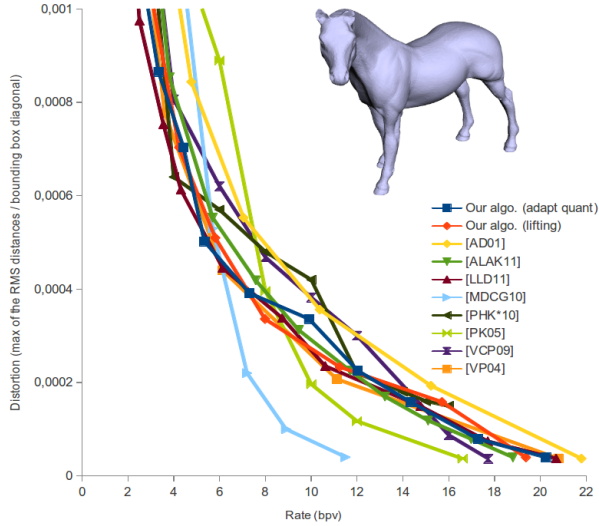 0,001
0,0008
0,0006
0,0004
0,0002
0
Distortion (max of the RMS distances / bounding box diagonal)
Our algo. (adapt quant)
Our algo. (lifting)
[AD01]
[ALAK11]
[LLD11]
[MDCG10]
[PHK*10]
[PK05]
[VCP09]
[VP04]
0 2 4 6 8 10 12 14 16 18 20 22
Rate (bpv)